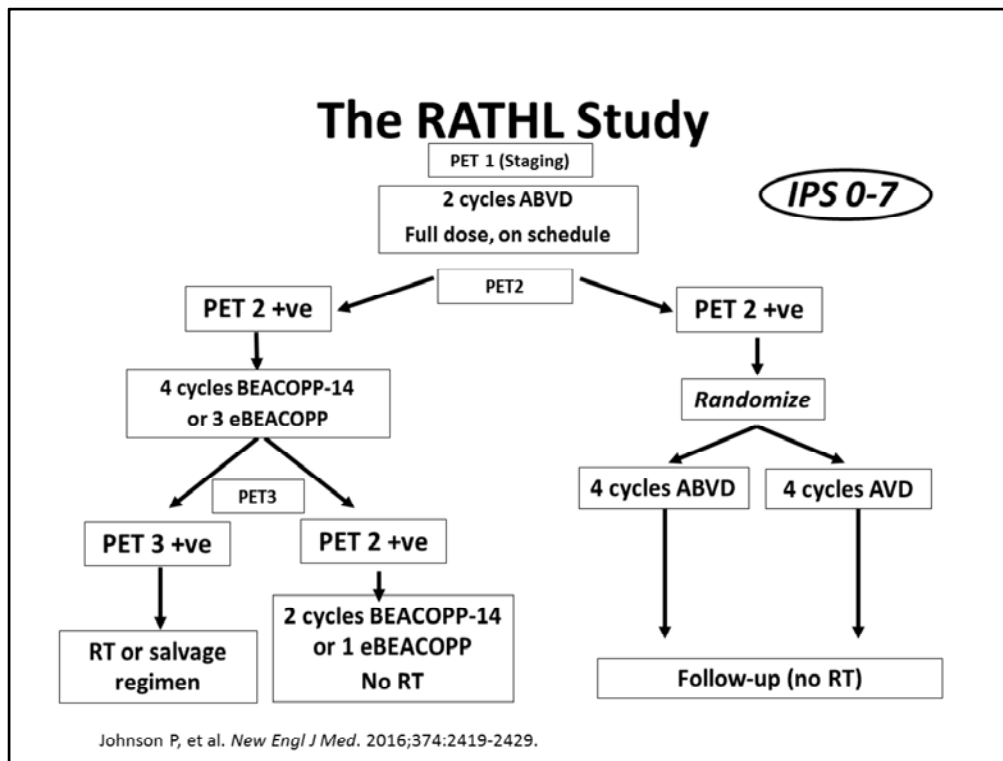 The RATHL Study
PET 1 (Staging)
IPS 0-7
2 cycles ABVD
Full dose, on schedule
PET2
PET 2 +ve
PET 2 +ve
4 cycles BEACOPP-14
or 3 eBEACOPP
Randomize
PET3
4 cycles ABVD
4 cycles AVD
PET 3 +ve
PET 2 +ve
RT or salvage
regimen
2 cycles BEACOPP-14
or 1 eBEACOPP
No RT
Follow-up (no RT)
Johnson P, et al. New Engl J Med. 2016;374:2419-2429.